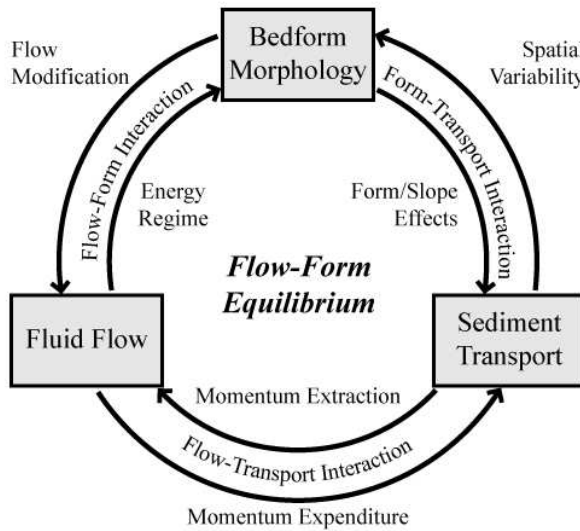 Bedform
Morphology
Flow
Modification
Spatial
Variability
Flow-Form Interaction
Form-Transport Interaction
Energy
Regime
Form/Slope
Effects
Flow-Form
Equilibrium
Fluid Flow
Sediment
Transport
Momentum Extraction
Flow-Transport Interaction
Momentum Expenditure